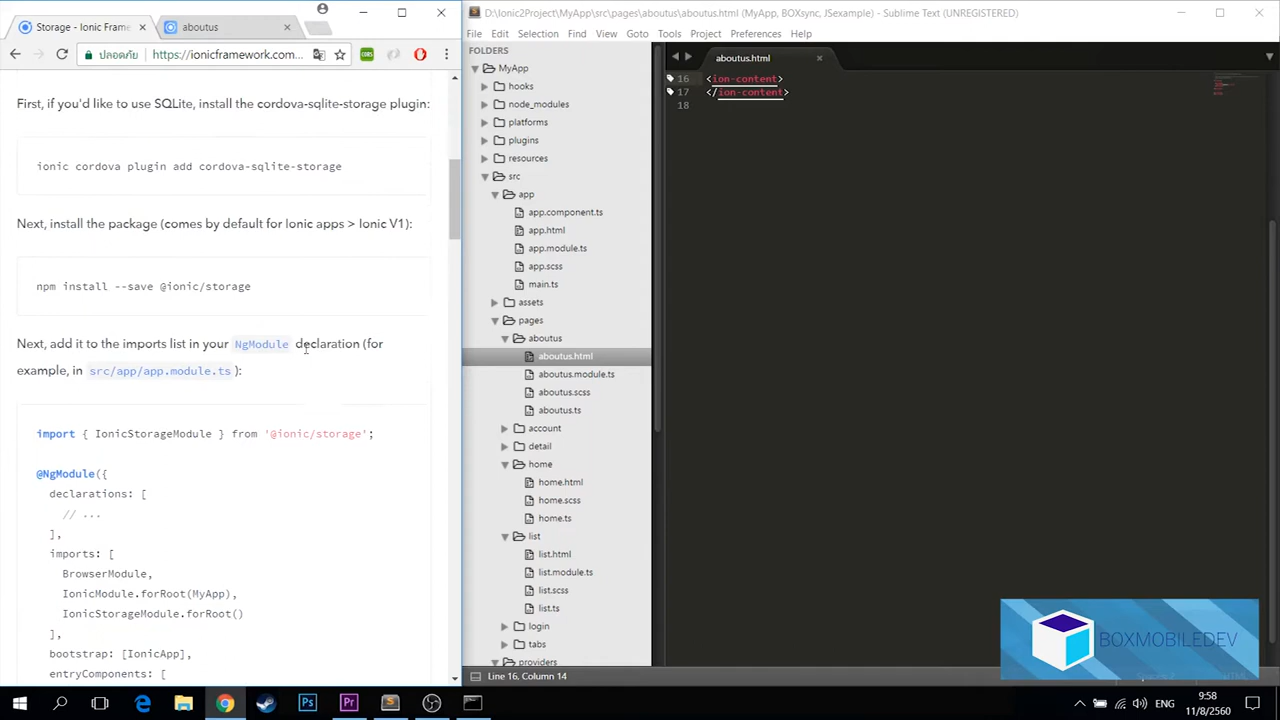 Storage - Ionic Fram
aboutus
D:\Ionic2Project\MyApp\src\pages\aboutus\aboutus.html (MyApp, BOXsync, JSexample) - Sublime Text (UNREGISTERED)
ปลอดภัย
https://ionicframework.com
File Edit Selection Find View Goto Tools Project Preferences Help
First, if you'd like to use SQLite, install the cordova-sqlite-storage plugin:
ionic cordova plugin add cordova-sqlite-storage
Next, install the package (comes by default for Ionic apps > Ionic V1):
npm install --save @ionic/storage
Next, add it to the imports list in your NgModule declaration (for
example, in src/app/app.module.ts ):
import { IonicStorageModule } from '@ionic/storage';
@NgModule({
declarations: [
// ...
],
imports: [
BrowserModule,
IonicModule.forRoot(MyApp),
IonicStorageModule.forRoot()
],
bootstrap: [IonicApp],
entryComponents: [
FOLDERS
MyApp
hooks
node_modules
platforms
plugins
resources
src
app
app.component.ts
app.html
app.module.ts
app.scss
main.ts
assets
pages
aboutus
aboutus.html
aboutus.module.ts
aboutus.scss
aboutus.ts
account
detail
home
home.html
home.scss
home.ts
list
list.html
list.module.ts
list.scss
list.ts
login
tabs
providers
aboutus.html
16 <ion-content>
17 </ion-content>
18
BOXMOBILEDEV
Line 16, Column 14
ENG
9:58
11/8/2560